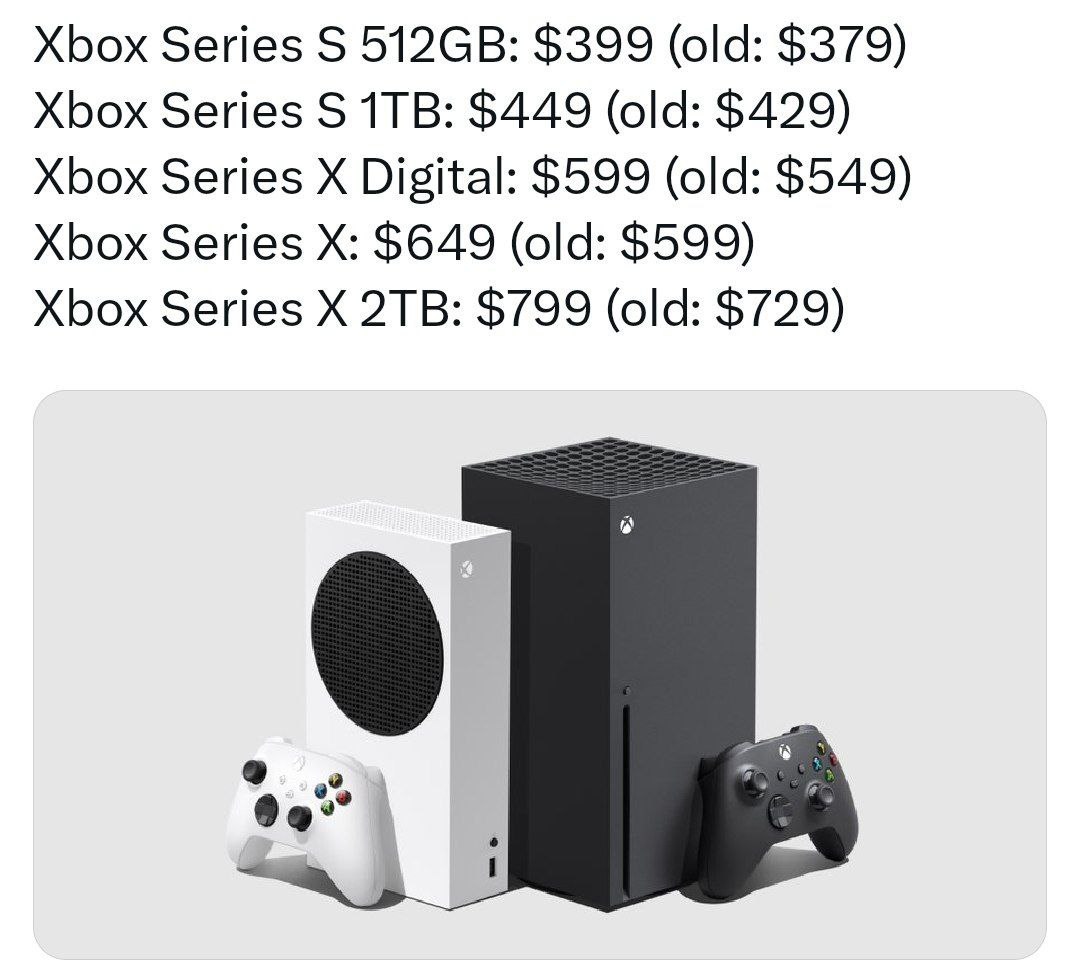 Xbox Series S 512GB: $399 (old: $379)
Xbox Series S 1TB: $449 (old: $429)
Xbox Series X Digital: $599 (old: $549)
Xbox Series X: $649 (old: $599)
Xbox Series X 2TB: $799 (old: $729)